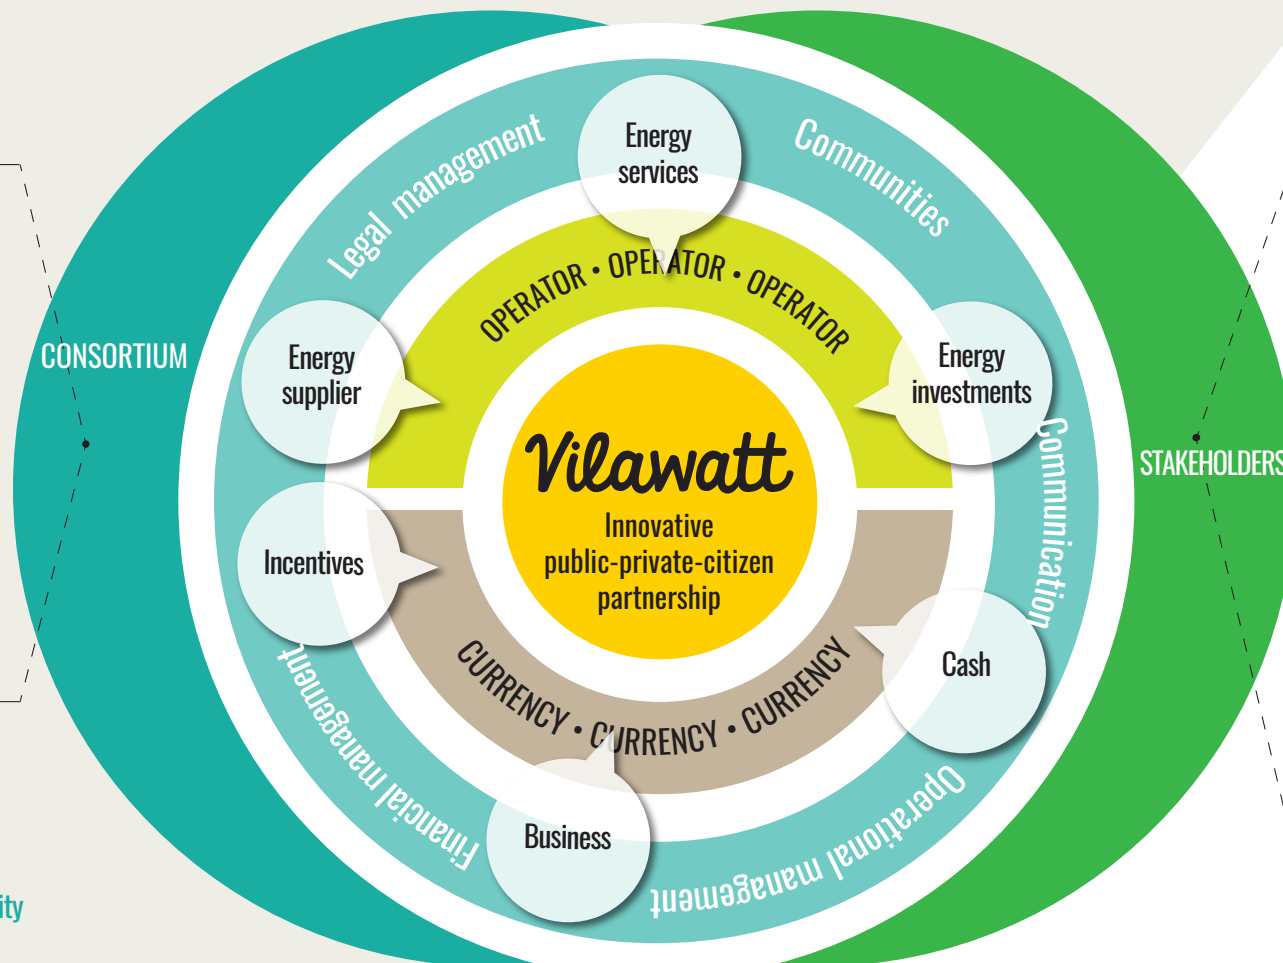 Legal management
Energy
services
Communities
OPERATOR • OPERATOR • OPERATOR
CONSORTIUM
Energy
supplier
Energy
investments
Vilawatt
Innovative
public-private-citizen
partnership
Communication
STAKEHOLDERS
Incentives
Cash
CURRENCY • CURRENCY • CURRENCY
Financial management
Business
Operational management
ity